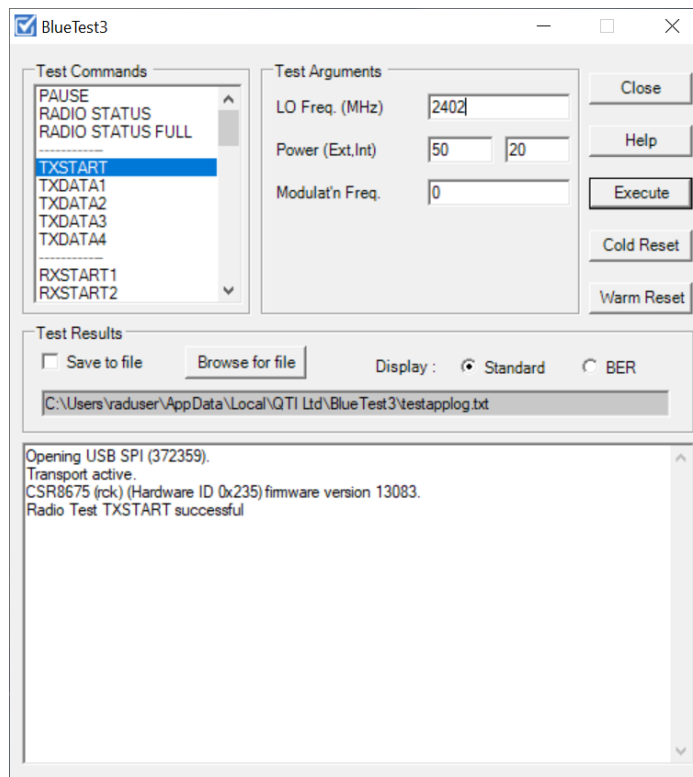 BlueTest3
Test Commands
PAUSE
RADIO STATUS
RADIO STATUS FULL
------------
TXSTART
TXDATA1
TXDATA2
TXDATA3
TXDATA4
------------
RXSTART1
RXSTART2
Test Arguments
LO Freq. (MHz) 2402
Power (Ext,Int) 50 20
Modulat'n Freq. 0
Close
Help
Execute
Cold Reset
Warm Reset
Test Results
Save to file Browse for file Display : Standard BER
C:\Users\raduser\AppData\Local\QTI Ltd\BlueTest3\testapplog.txt
Opening USB SPI (372359).
Transport active.
CSR8675 (rck) (Hardware ID 0x235) firmware version 13083.
Radio Test TXSTART successful